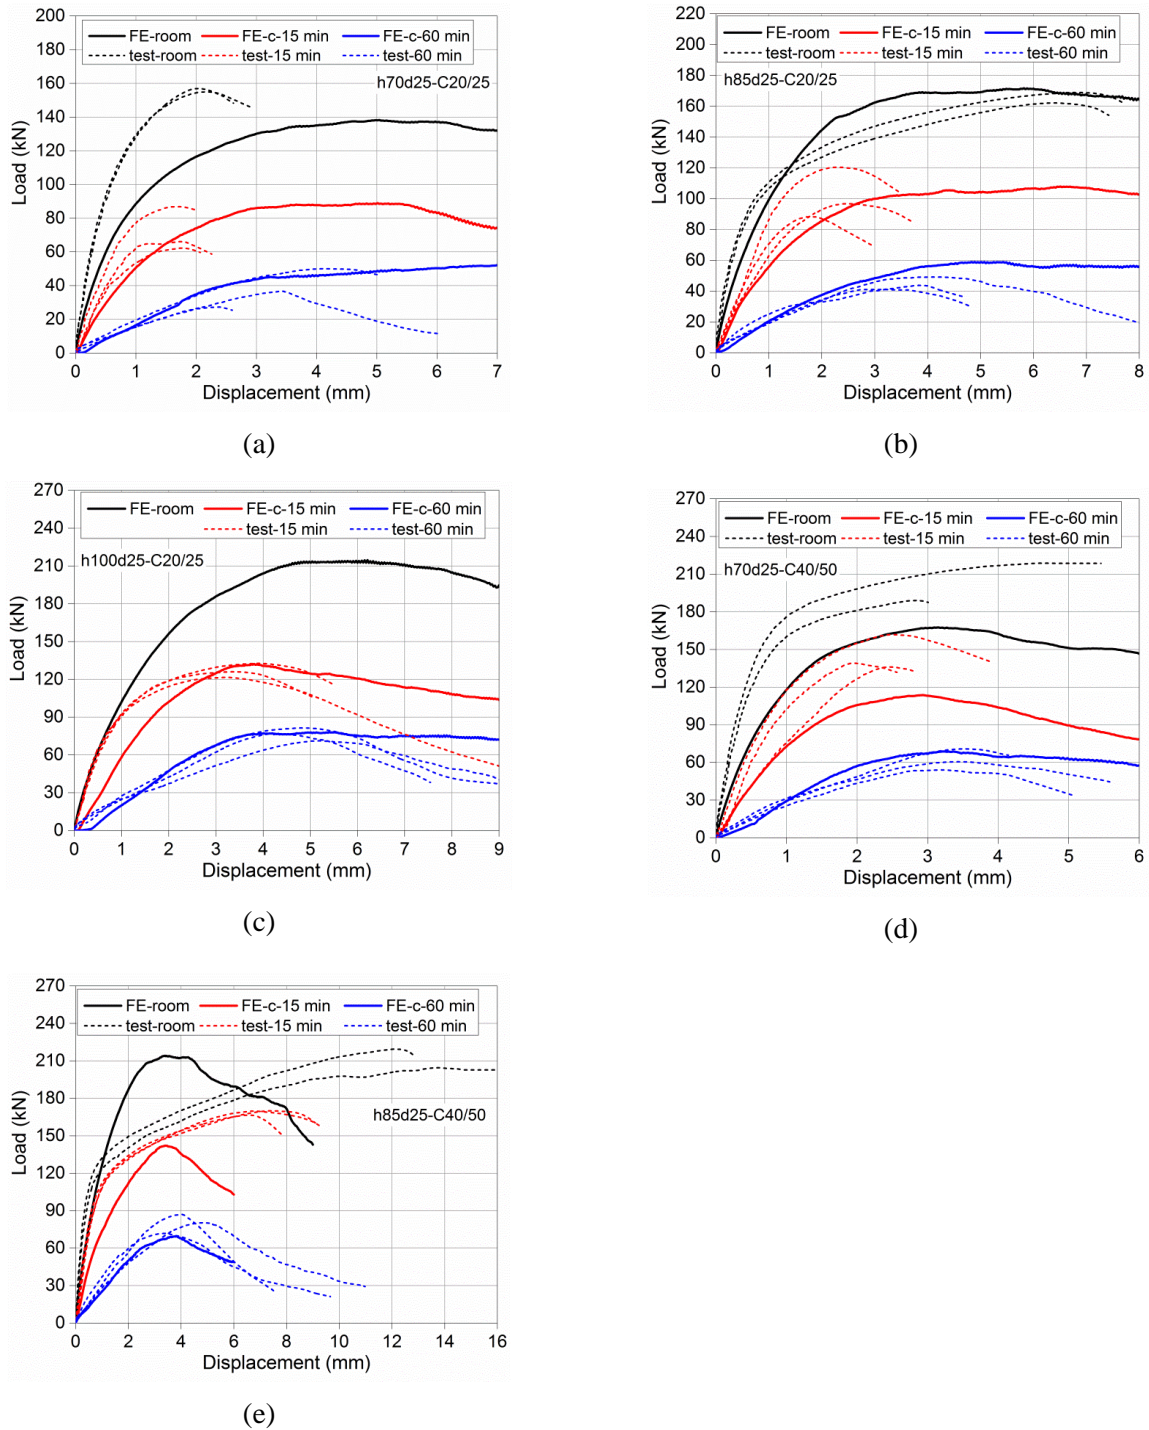 200
180
160
140
120
100
80
60
40
20
0
Load (kN)
FE-room FE-c-15 min FE-c-60 min
test-room test-15 min test-60 min
h70d25-C20/25
0 1 2 3 4 5 6 7
Displacement (mm)
(a)
220
200
180
160
140
120
100
80
60
40
20
0
Load (kN)
FE-room FE-c-15 min FE-c-60 min
test-room test-15 min test-60 min
h85d25-C20/25
0 1 2 3 4 5 6 7 8
Displacement (mm)
(b)
270
240
210
180
150
120
90
60
30
0
Load (kN)
FE-room FE-c-15 min FE-c-60 min
test-15 min test-60 min
h100d25-C20/25
0 1 2 3 4 5 6 7 8 9
Displacement (mm)
(c)
270
240
210
180
150
120
90
60
30
0
Load (kN)
FE-room FE-c-15 min FE-c-60 min
test-room test-15 min test-60 min
h70d25-C40/50
0 1 2 3 4 5 6
Displacement (mm)
(d)
270
240
210
180
150
120
90
60
30
0
Load (kN)
FE-room FE-c-15 min FE-c-60 min
test-room test-15 min test-60 min
h85d25-C40/50
0 2 4 6 8 10 12 14 16
Displacement (mm)
(e)